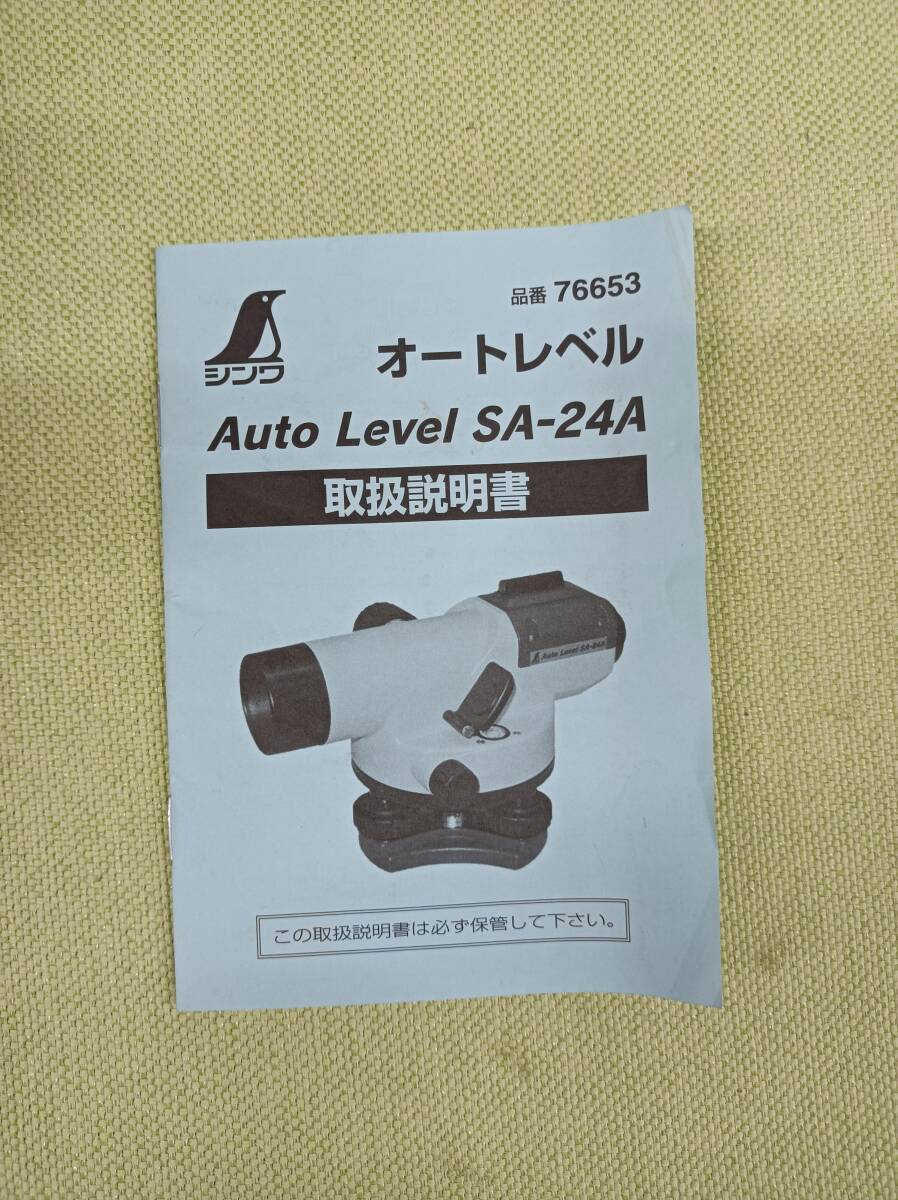 品番 76653
シンワ
オートレベル
Auto Level SA-24A
取扱説明書
Auto Level SA-24A
この取扱説明書は必ず保管して下さい。